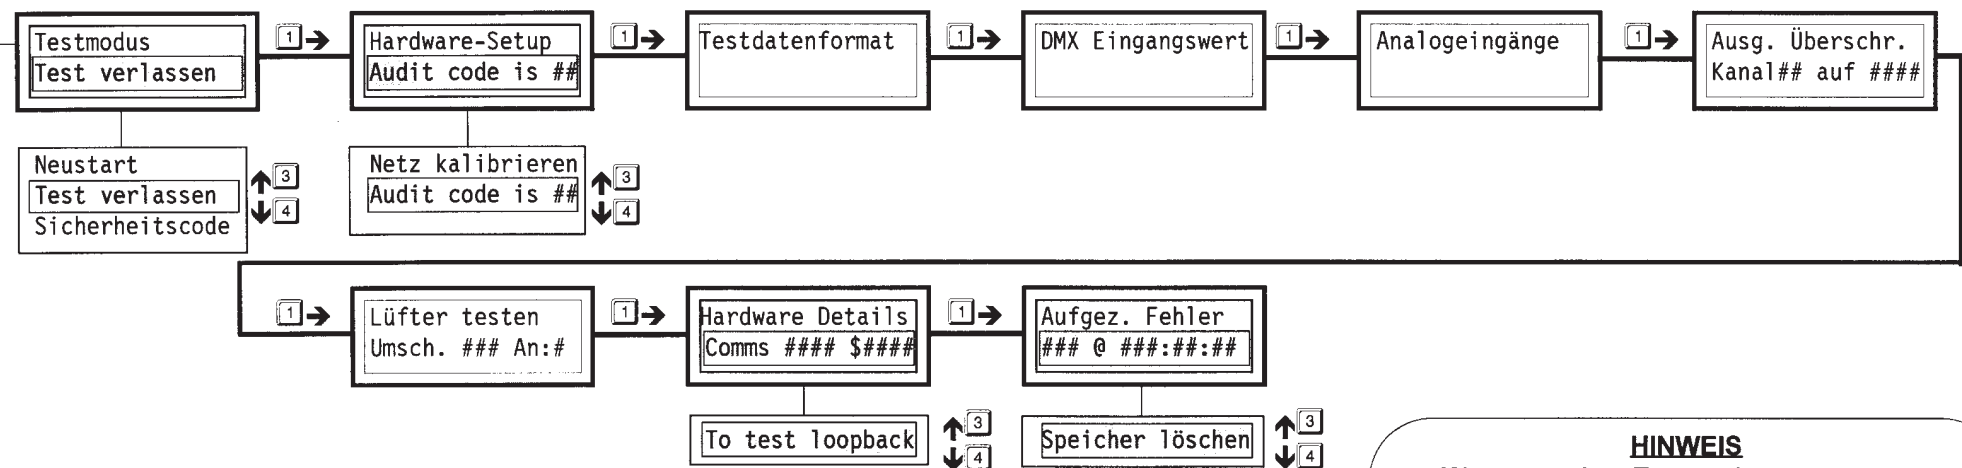 Testmodus
Test verlassen
1
Hardware-Setup
Audit code is ##
1
Testdatenformat
1
DMX Eingangswert
1
Analogeingänge
1
Ausg. Überschr.
Kanal## auf ####
Neustart
Test verlassen
Sicherheitscode
3
4
Netz kalibrieren
Audit code is ##
3
4
1
Lüfter testen
Umsch. ### An:#
1
Hardware Details
Comms #### $####
1
Aufgez. Fehler
### @ ###:##:##
To test loopback
3
4
Speicher löschen
3
4
HINWEIS